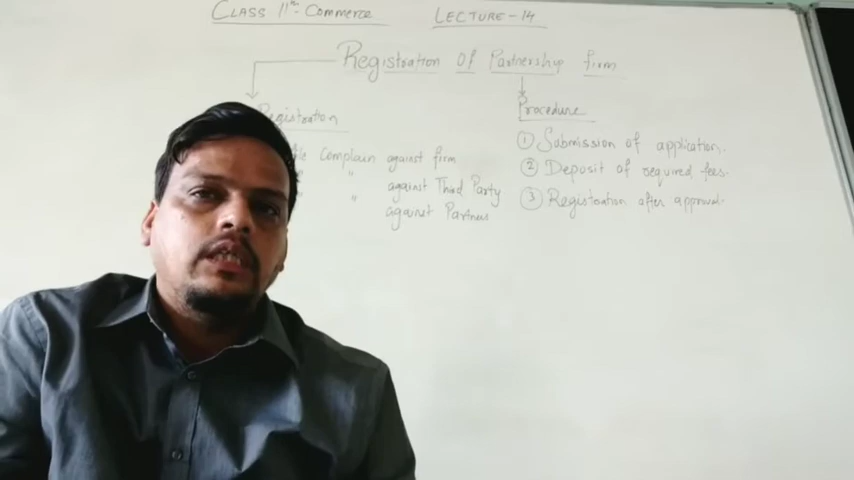 CLASS 11th - Commerce LECTURE-14
Registration Of Partnership firm
Registration
Complain against firm
" against Third Party
" against Partners
Procedure
① Submission of application.
② Deposit of required fees.
③ Registration after approval.